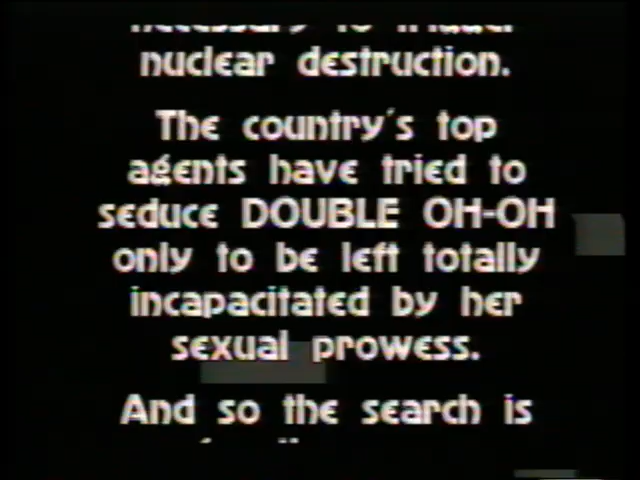 nuclear destruction.
The country's top
agents have tried to
seduce DOUBLE OH-OH
only to be left totally
incapacitated by her
sexual prowess.
And so the search is